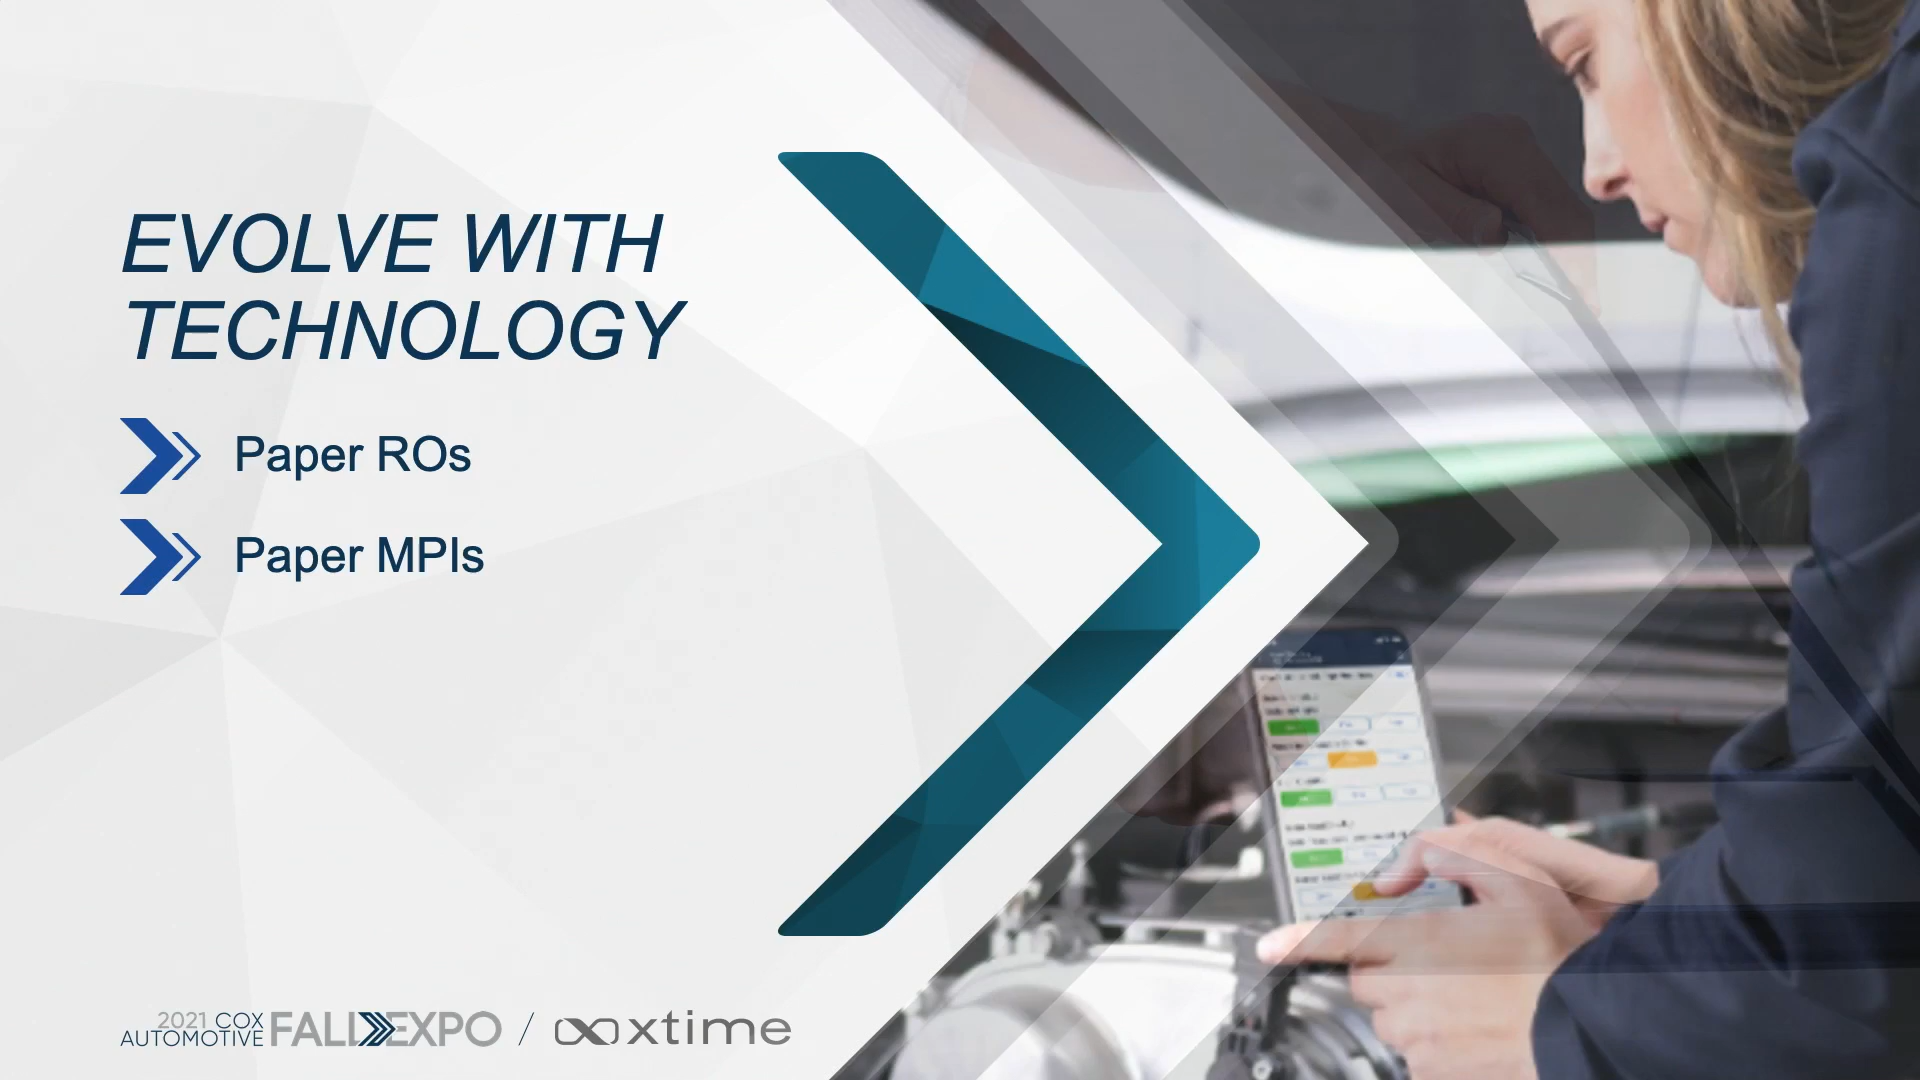 EVOLVE WITH
TECHNOLOGY
Paper ROs
Paper MPIs
2021 COX
AUTOMOTIVE FALL EXPO / xtime